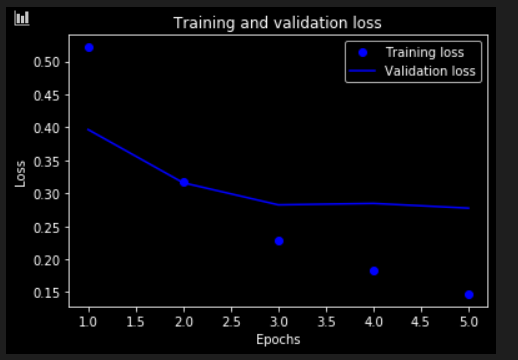 Training and validation loss
Training loss
Validation loss
0.50
0.45
0.40
0.35
0.30
0.25
0.20
0.15
Loss
1.0 1.5 2.0 2.5 3.0 3.5 4.0 4.5 5.0
Epochs